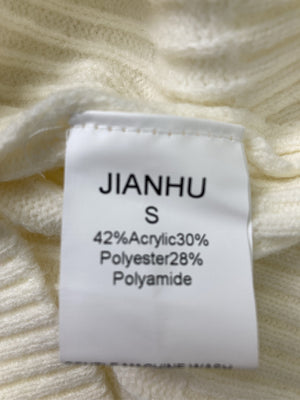 JIANHU
S
42%Acrylic30%
Polyester28%
Polyamide